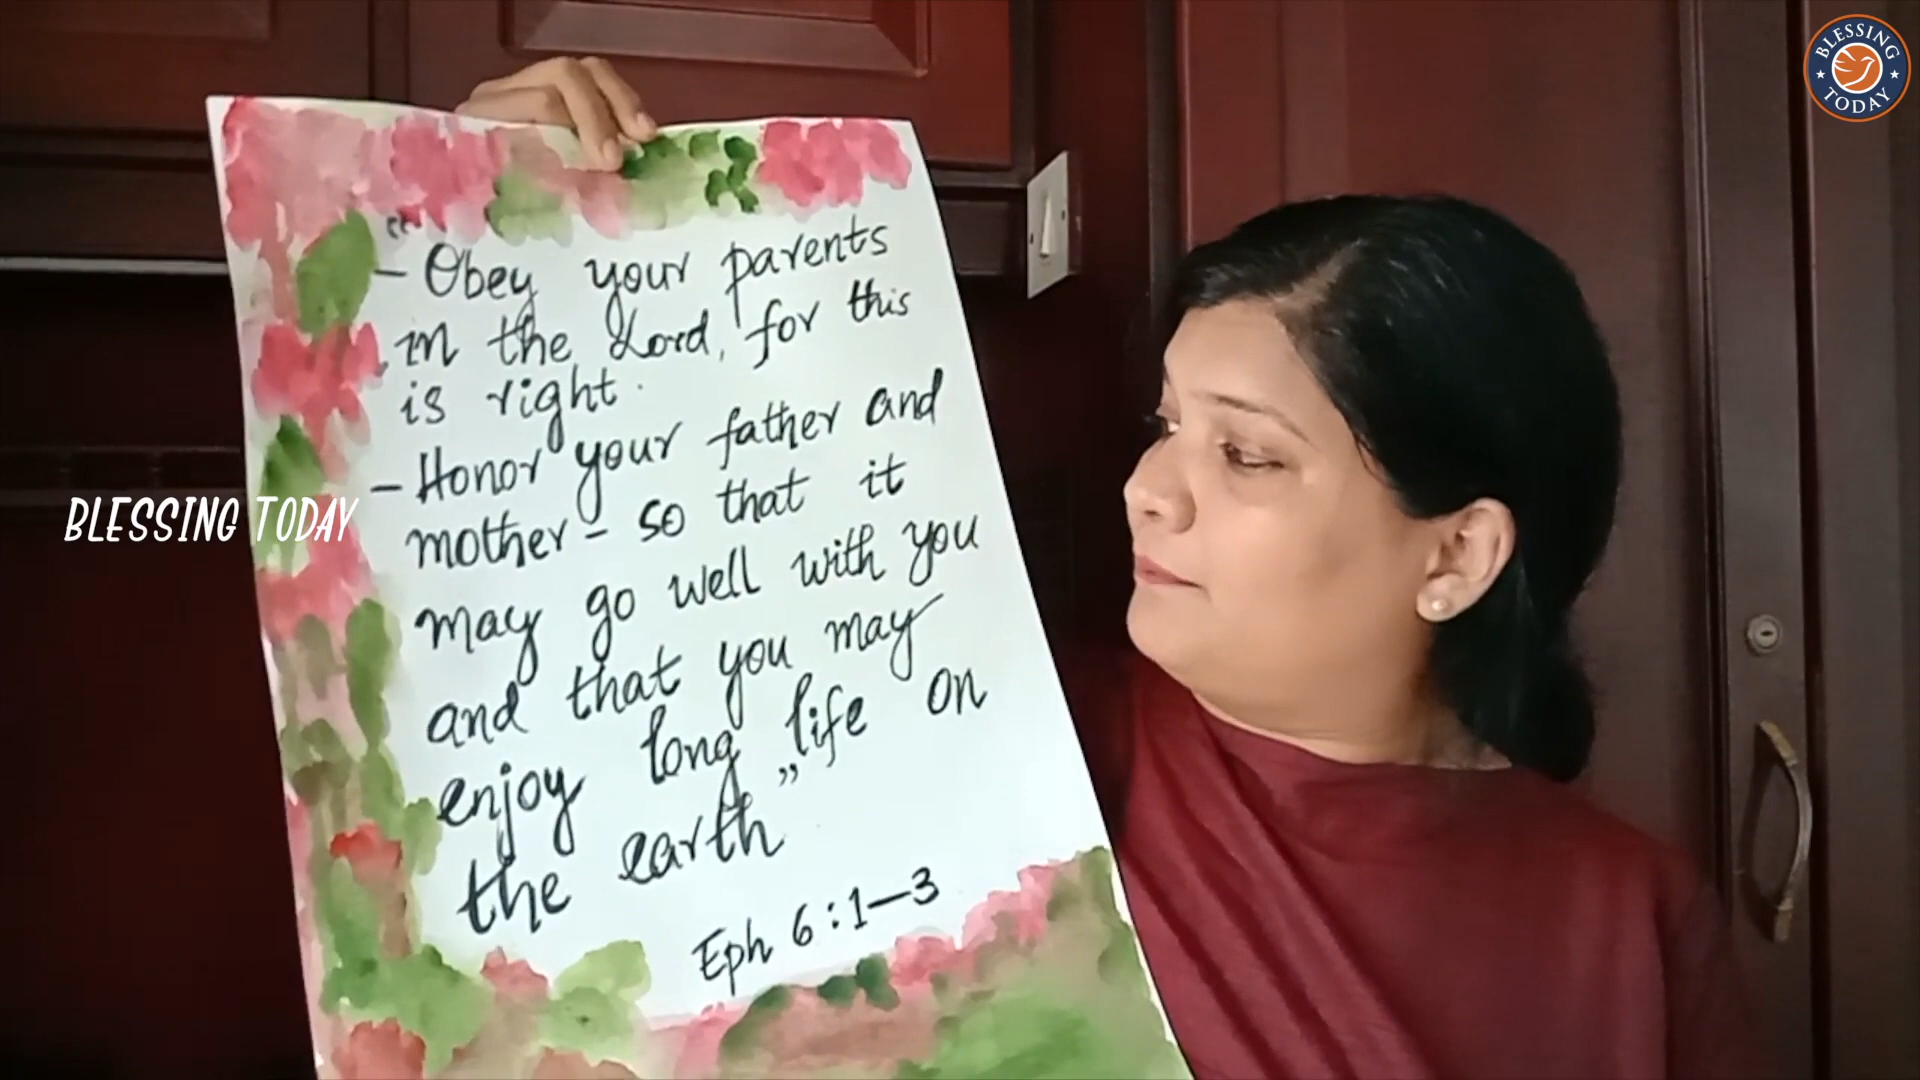 “
- Obey your parents
in the Lord, for this
is right.
- Honor your father and
mother - so that it
may go well with you
and that you may
enjoy long life on
the earth ”
Eph 6:1-3
BLESSING TODAY
BLESSING TODAY